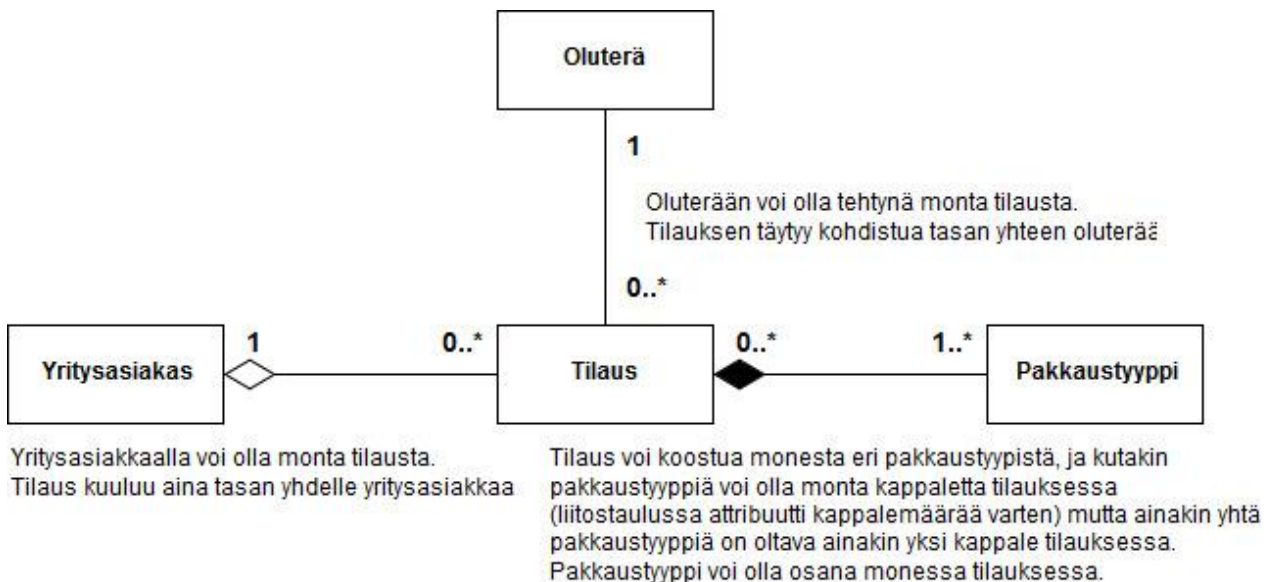 Oluterä
1
Oluterään voi olla tehtynä monta tilausta.
Tilauksen täytyy kohdistua tasan yhteen oluterää
0..*
Yritysasiakas
1
0..*
Tilaus
0..*
1..*
Pakkaustyyppi
Yritysasiakkaalla voi olla monta tilausta.
Tilaus kuuluu aina tasan yhdelle yritysasiakkaa
Tilaus voi koostua monesta eri pakkaustyypistä, ja kutakin
pakkaustyyppiä voi olla monta kappaletta tilauksessa
(liitostaulussa attribuutti kappalemäärää varten) mutta ainakin yhtä
pakkaustyyppiä on oltava ainakin yksi kappale tilauksessa.
Pakkaustyyppi voi olla osana monessa tilauksessa.